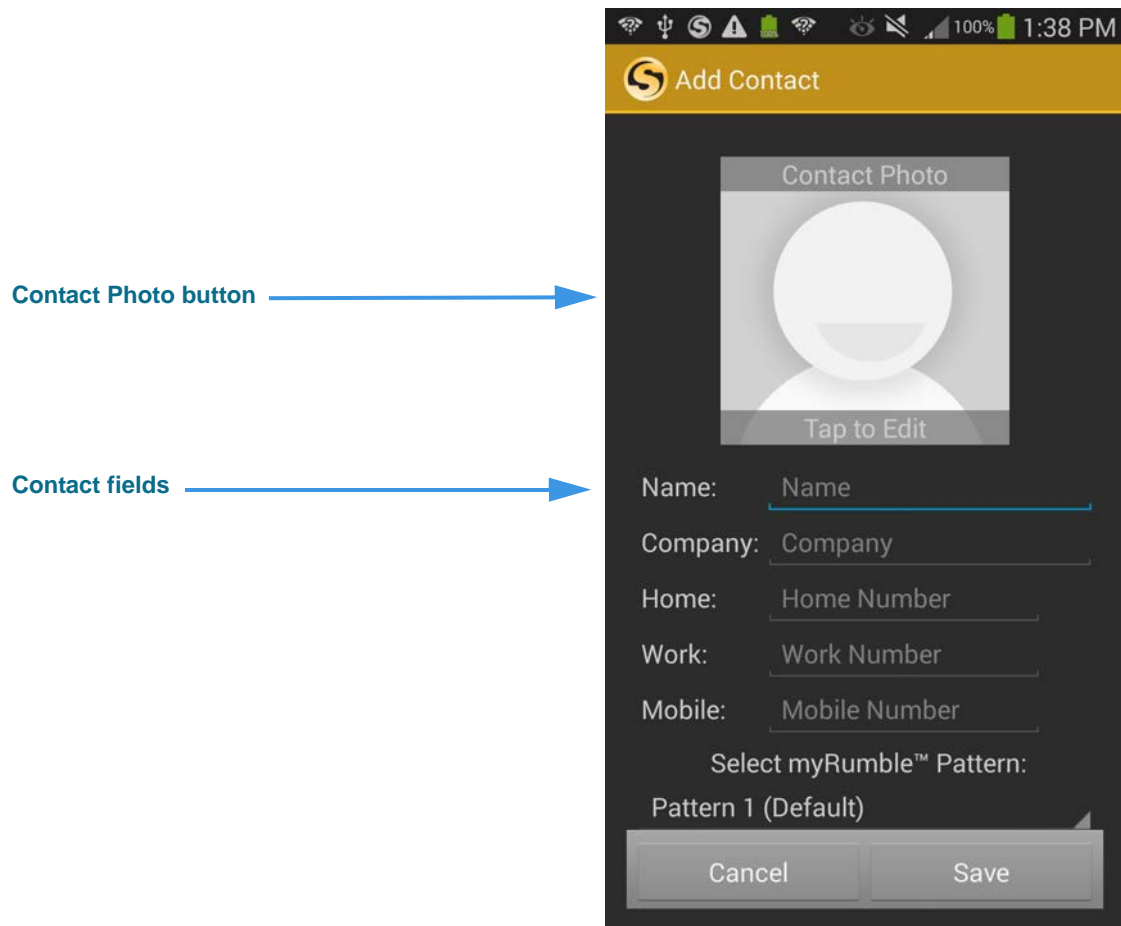 100% 100% 1:38 PM
Add Contact
Contact Photo
Contact Photo button
Tap to Edit
Contact fields
Name: Name
Company: Company
Home: Home Number
Work: Work Number
Mobile: Mobile Number
Select myRumble™ Pattern:
Pattern 1 (Default)
Cancel Save